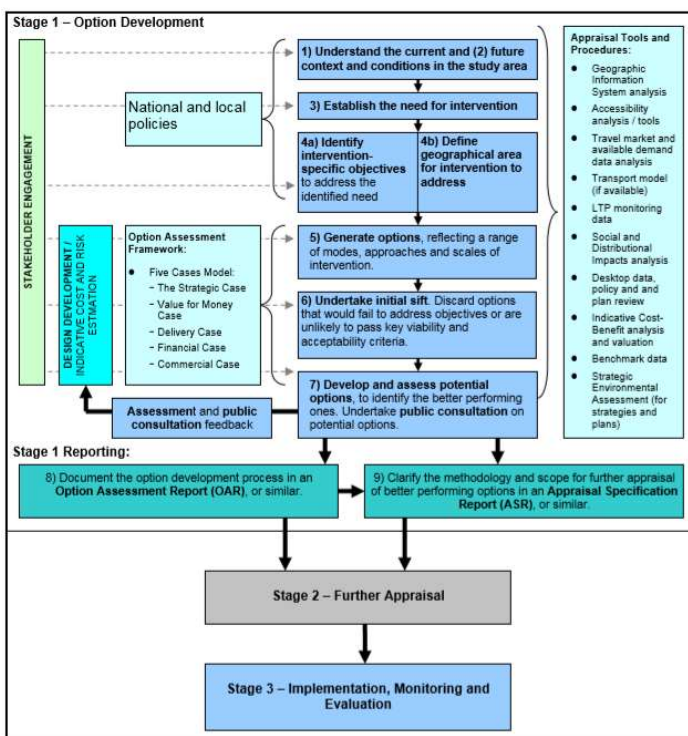 Stage 1 – Option Development
STAKEHOLDER ENGAGEMENT
National and local
policies
1) Understand the current and (2) future
context and conditions in the study area
3) Establish the need for intervention
4a) Identify
intervention-
specific objectives
to address the
identified need
4b) Define
geographical area
for intervention to
address
DESIGN DEVELOPMENT /
INDICATIVE COST AND RISK
ESTMATION
Option Assessment
Framework:
• Five Cases Model:
− The Strategic Case
− Value for Money
Case
− Delivery Case
− Financial Case
− Commercial Case
5) Generate options, reflecting a range
of modes, approaches and scales of
intervention.
6) Undertake initial sift. Discard options
that would fail to address objectives or are
unlikely to pass key viability and
acceptability criteria.
7) Develop and assess potential
options, to identify the better performing
ones. Undertake public consultation on
potential options.
Assessment and public
consultation feedback
Appraisal Tools and
Procedures:
• Geographic
Information
System analysis
• Accessibility
analysis / tools
• Travel market and
available demand
data analysis
• Transport model
(if available)
• LTP monitoring
data
• Social and
Distributional
Impacts analysis
• Desktop data,
policy and and
plan review
• Indicative Cost-
Benefit analysis
and valuation
• Benchmark data
• Strategic
Environmental
Assessment (for
strategies and
plans)
Stage 1 Reporting:
8) Document the option development process in an
Option Assessment Report (OAR), or similar.
9) Clarify the methodology and scope for further appraisal
of better performing options in an Appraisal Specification
Report (ASR), or similar.
Stage 2 – Further Appraisal
Stage 3 – Implementation, Monitoring and
Evaluation